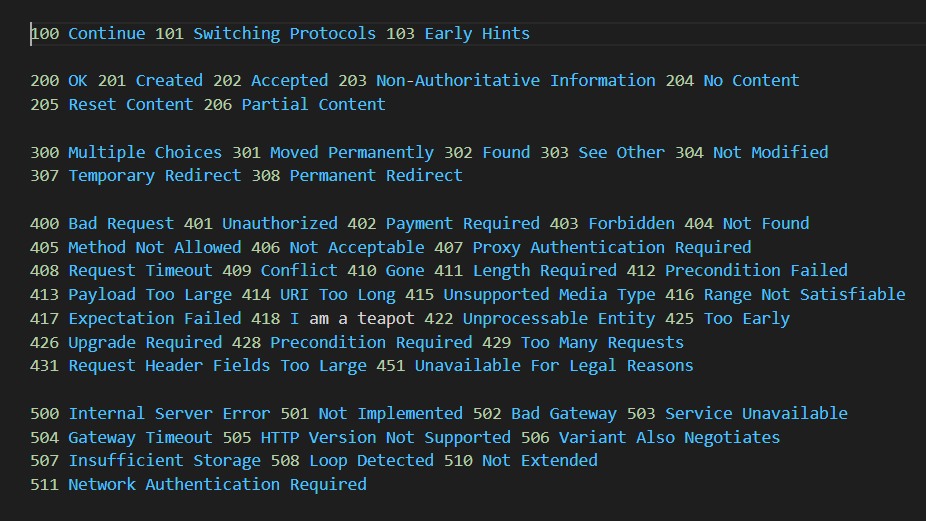 100 Continue 101 Switching Protocols 103 Early Hints
200 OK 201 Created 202 Accepted 203 Non-Authoritative Information 204 No Content
205 Reset Content 206 Partial Content
300 Multiple Choices 301 Moved Permanently 302 Found 303 See Other 304 Not Modified
307 Temporary Redirect 308 Permanent Redirect
400 Bad Request 401 Unauthorized 402 Payment Required 403 Forbidden 404 Not Found
405 Method Not Allowed 406 Not Acceptable 407 Proxy Authentication Required
408 Request Timeout 409 Conflict 410 Gone 411 Length Required 412 Precondition Failed
413 Payload Too Large 414 URI Too Long 415 Unsupported Media Type 416 Range Not Satisfiable
417 Expectation Failed 418 I am a teapot 422 Unprocessable Entity 425 Too Early
426 Upgrade Required 428 Precondition Required 429 Too Many Requests
431 Request Header Fields Too Large 451 Unavailable For Legal Reasons
500 Internal Server Error 501 Not Implemented 502 Bad Gateway 503 Service Unavailable
504 Gateway Timeout 505 HTTP Version Not Supported 506 Variant Also Negotiates
507 Insufficient Storage 508 Loop Detected 510 Not Extended
511 Network Authentication Required